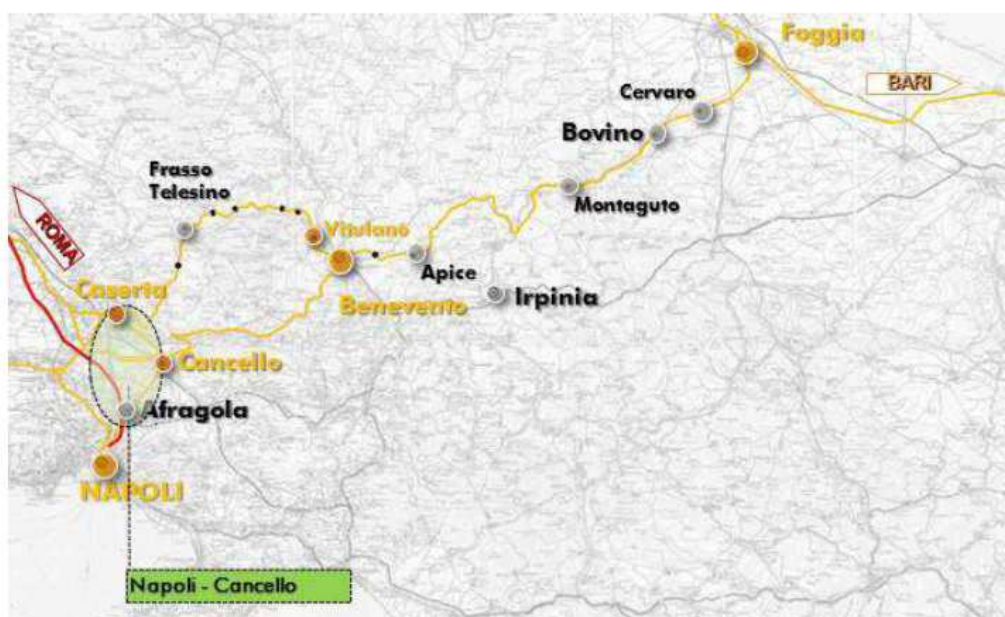 Foggia
BARI
Cervaro
Bovino
Frasso
Telesino
Montaguto
Vitulano
ROMA
Apice
Benevento
Irpinia
Caserta
Cancello
Afragola
NAPOLI
Napoli - Cancello